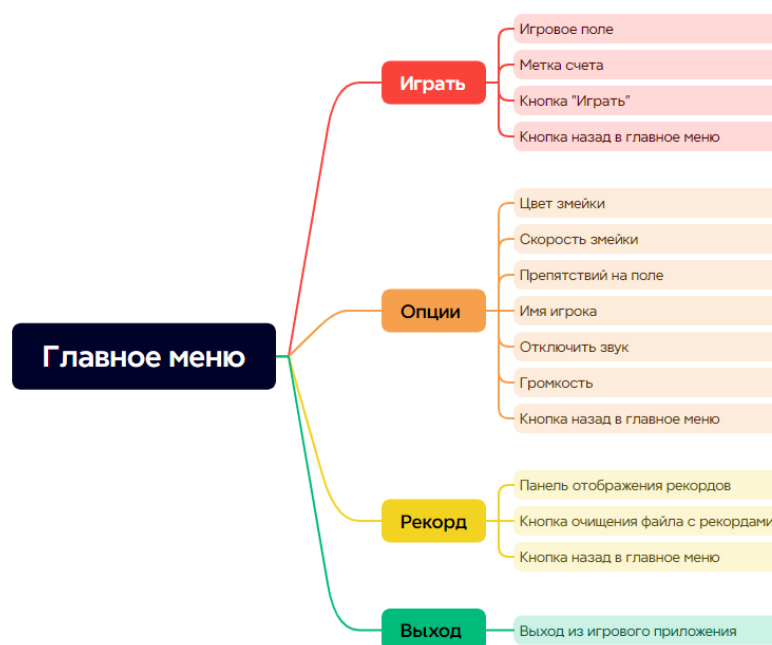 Главное меню
Играть
Игровое поле
Метка счета
Кнопка "Играть"
Кнопка назад в главное меню
Опции
Цвет змейки
Скорость змейки
Препятствий на поле
Имя игрока
Отключить звук
Громкость
Кнопка назад в главное меню
Рекорд
Панель отображения рекордов
Кнопка очищения файла с рекордами
Кнопка назад в главное меню
Выход
Выход из игрового приложения